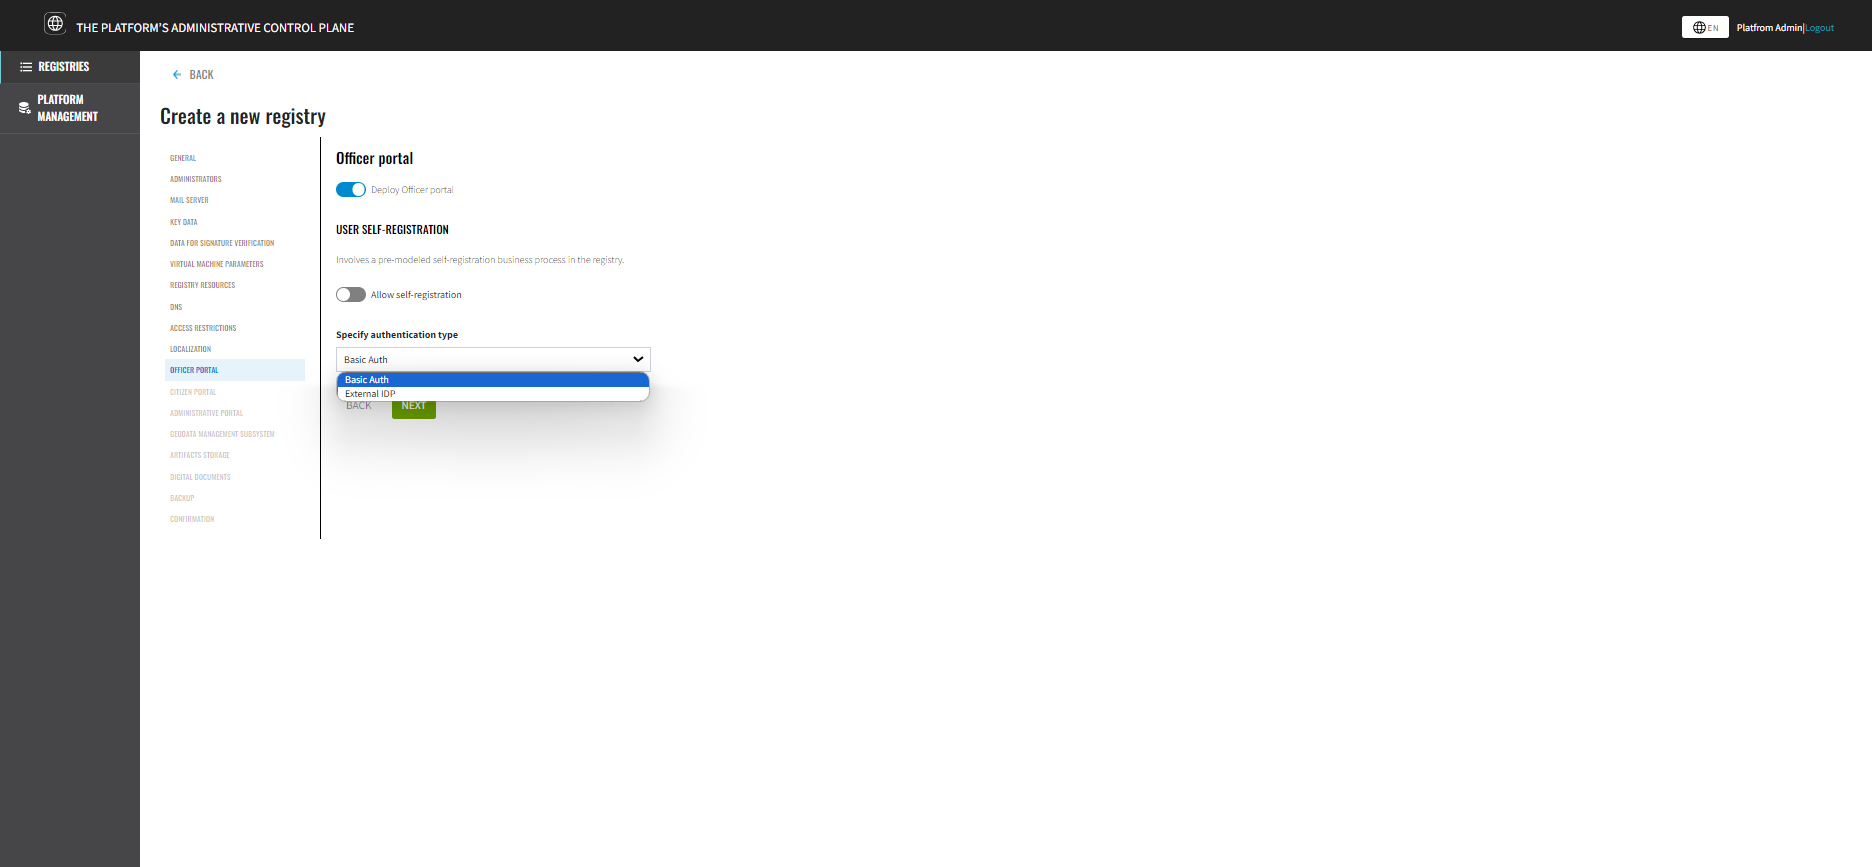 THE PLATFORM'S ADMINISTRATIVE CONTROL PLANE
EN
Platfrom Admin|Logout
REGISTRIES
PLATFORM
MANAGEMENT
BACK
Create a new registry
GENERAL
ADMINISTRATORS
MAIL SERVER
KEY DATA
DATA FOR SIGNATURE VERIFICATION
VIRTUAL MACHINE PARAMETERS
REGISTRY RESOURCES
DNS
ACCESS RESTRICTIONS
LOCALIZATION
OFFICER PORTAL
CITIZEN PORTAL
ADMINISTRATIVE PORTAL
GEODATA MANAGEMENT SUBSYSTEM
ARTIFACTS STORAGE
DIGITAL DOCUMENTS
BACKUP
CONFIRMATION
Officer portal
Deploy Officer portal
USER SELF-REGISTRATION
Involves a pre-modeled self-registration business process in the registry.
Allow self-registration
Specify authentication type
Basic Auth
Basic Auth
External IDP
BACK
NEXT